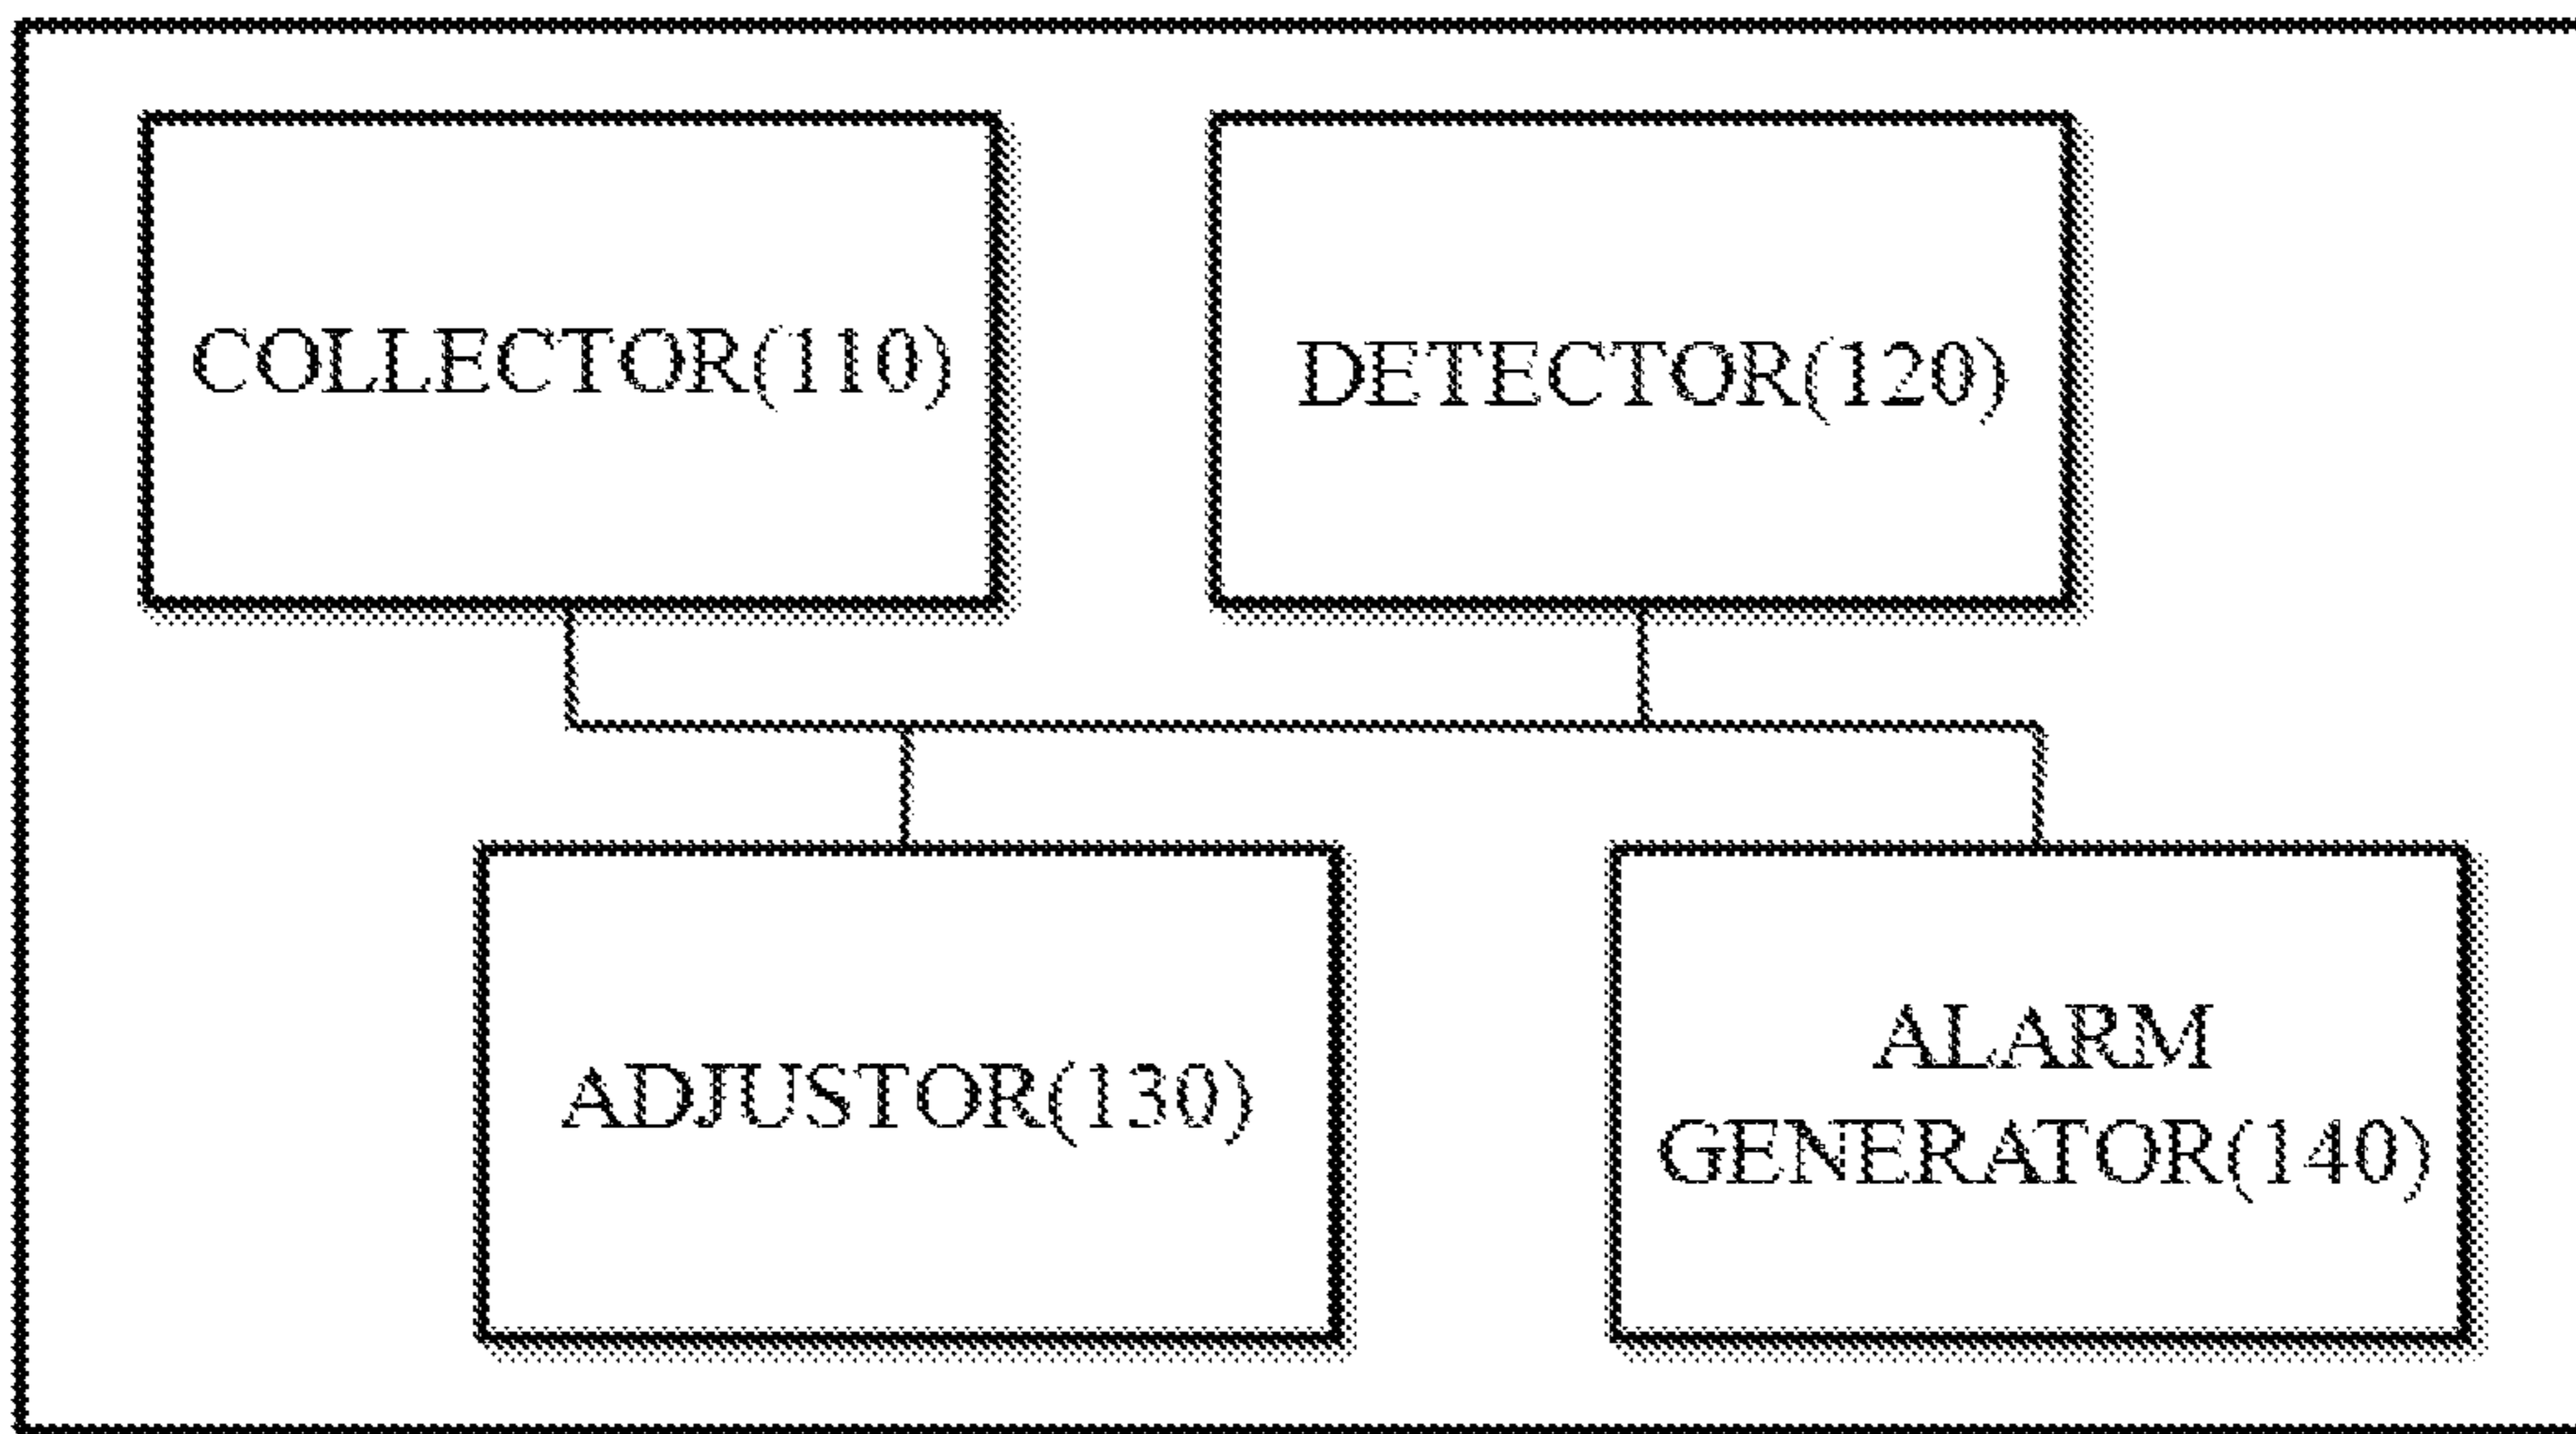 COLLECTOR(110)
DETECTOR(120)
ADJUSTOR(130)
ALARM
GENERATOR(140)